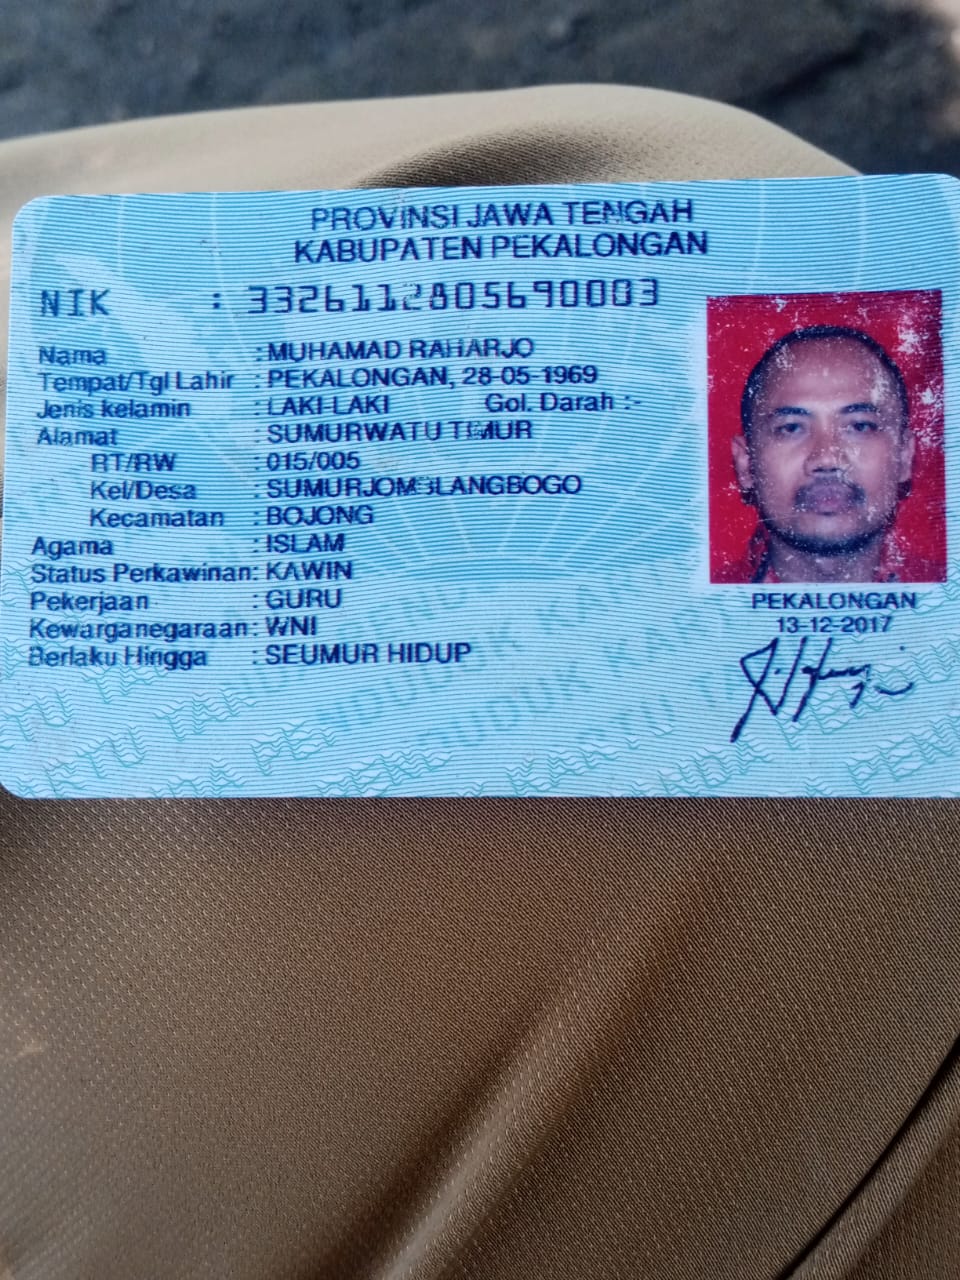 PROVINSI JAWA TENGAH
KABUPATEN PEKALONGAN
NIK : 3326112805690003
Nama : MUHAMAD RAHARJO
Tempat/Tgl Lahir : PEKALONGAN, 28-05-1969
Jenis kelamin : LAKI-LAKI Gol. Darah :-
Alamat : SUMURWATU TIMUR
RT/RW : 015/005
Kel/Desa : SUMURJOMBLANGBOGO
Kecamatan : BOJONG
Agama : ISLAM
Status Perkawinan: KAWIN
Pekerjaan : GURU
Kewarganegaraan: WNI
Berlaku Hingga : SEUMUR HIDUP
PEKALONGAN
13-12-2017